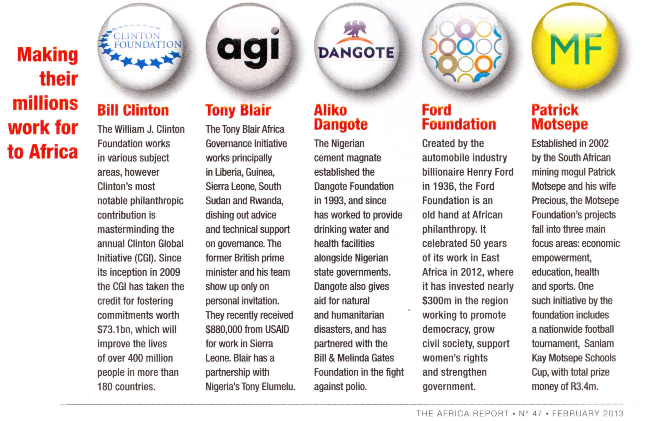 Making
their
millions
work for
to Africa
CLINTON
FOUNDATION
Bill Clinton
The William J. Clinton
Foundation works
in various subject
areas, however
Clinton's most
notable philanthropic
contribution is
masterminding the
annual Clinton Global
Initiative (CGI). Since
its inception in 2009
the CGI has taken the
credit for fostering
commitments worth
$73.1bn, which will
improve the lives
of over 400 million
people in more than
180 countries.
agi
Tony Blair
The Tony Blair Africa
Governance Initiative
works principally
in Liberia, Guinea,
Sierra Leone, South
Sudan and Rwanda,
dishing out advice
and technical support
on governance. The
former British prime
minister and his team
show up only on
personal invitation.
They recently received
$880,000 from USAID
for work in Sierra
Leone. Blair has a
partnership with
Nigeria's Tony Elumelu.
DANGOTE
Aliko
Dangote
The Nigerian
cement magnate
established the
Dangote Foundation
in 1993, and since
has worked to provide
drinking water and
health facilities
alongside Nigerian
state governments.
Dangote also gives
aid for natural
and humanitarian
disasters, and has
partnered with the
Bill & Melinda Gates
Foundation in the fight
against polio.
Ford
Foundation
Created by the
automobile industry
billionaire Henry Ford
in 1936, the Ford
Foundation is an
old hand at African
philanthropy. It
celebrated 50 years
of its work in East
Africa in 2012, where
it has invested nearly
$300m in the region
working to promote
democracy, grow
civil society, support
women's rights
and strengthen
government.
MF
Patrick
Motsepe
Established in 2002
by the South African
mining mogul Patrick
Motsepe and his wife
Precious, the Motsepe
Foundation's projects
fall into three main
focus areas: economic
empowerment,
education, health
and sports. One
such initiative by the
foundation includes
a nationwide football
tournament, Sanlam
Kay Motsepe Schools
Cup, with total prize
money of R3.4m.
THE AFRICA REPORT • N° 47 • FEBRUARY 2013